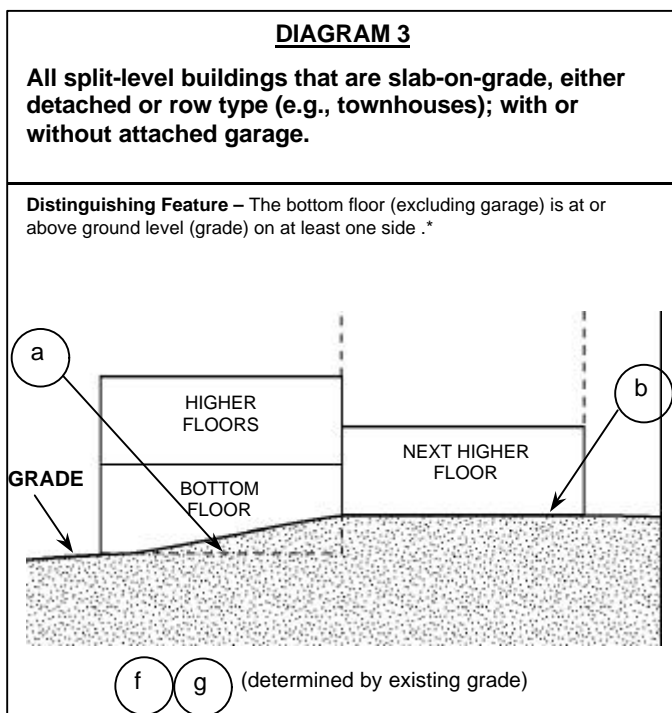 DIAGRAM 3
All split-level buildings that are slab-on-grade, either
detached or row type (e.g., townhouses); with or
without attached garage.
Distinguishing Feature – The bottom floor (excluding garage) is at or
above ground level (grade) on at least one side .*
a
b
HIGHER
FLOORS
NEXT HIGHER
FLOOR
GRADE
BOTTOM
FLOOR
f g (determined by existing grade)